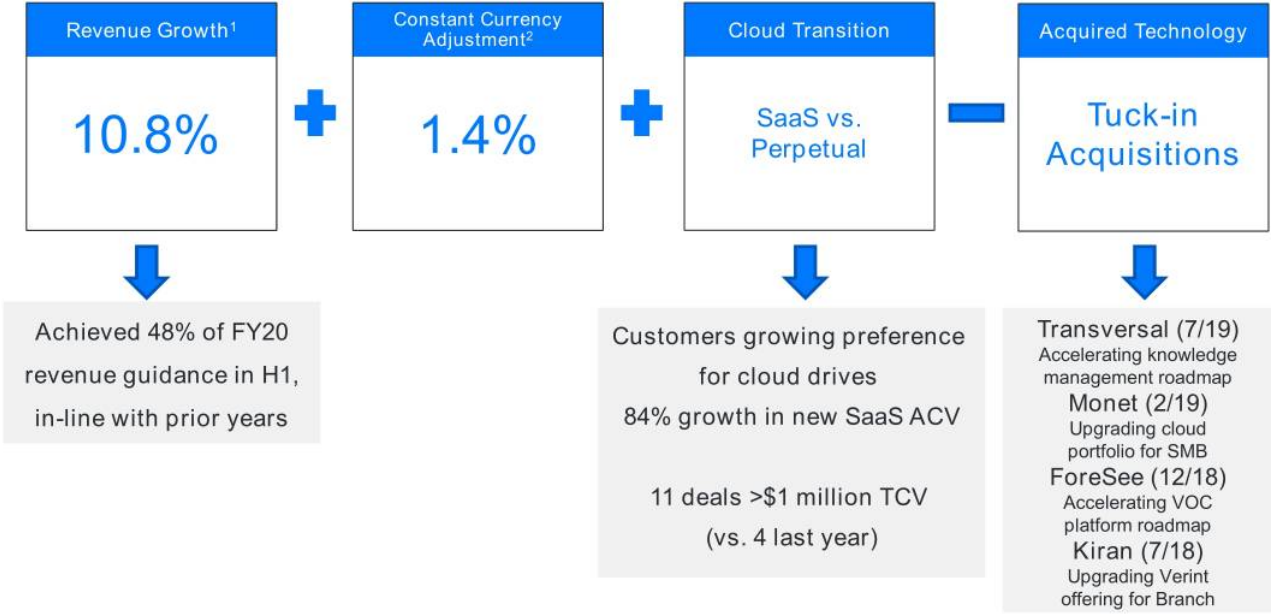 Revenue Growth¹
10.8%
Constant Currency
Adjustment²
1.4%
Cloud Transition
SaaS vs.
Perpetual
Acquired Technology
Tuck-in
Acquisitions
Achieved 48% of FY20
revenue guidance in H1,
in-line with prior years
Customers growing preference
for cloud drives
84% growth in new SaaS ACV
11 deals >$1 million TCV
(vs. 4 last year)
Transversal (7/19)
Accelerating knowledge
management roadmap
Monet (2/19)
Upgrading cloud
portfolio for SMB
ForeSee (12/18)
Accelerating VOC
platform roadmap
Kiran (7/18)
Upgrading Verint
offering for Branch